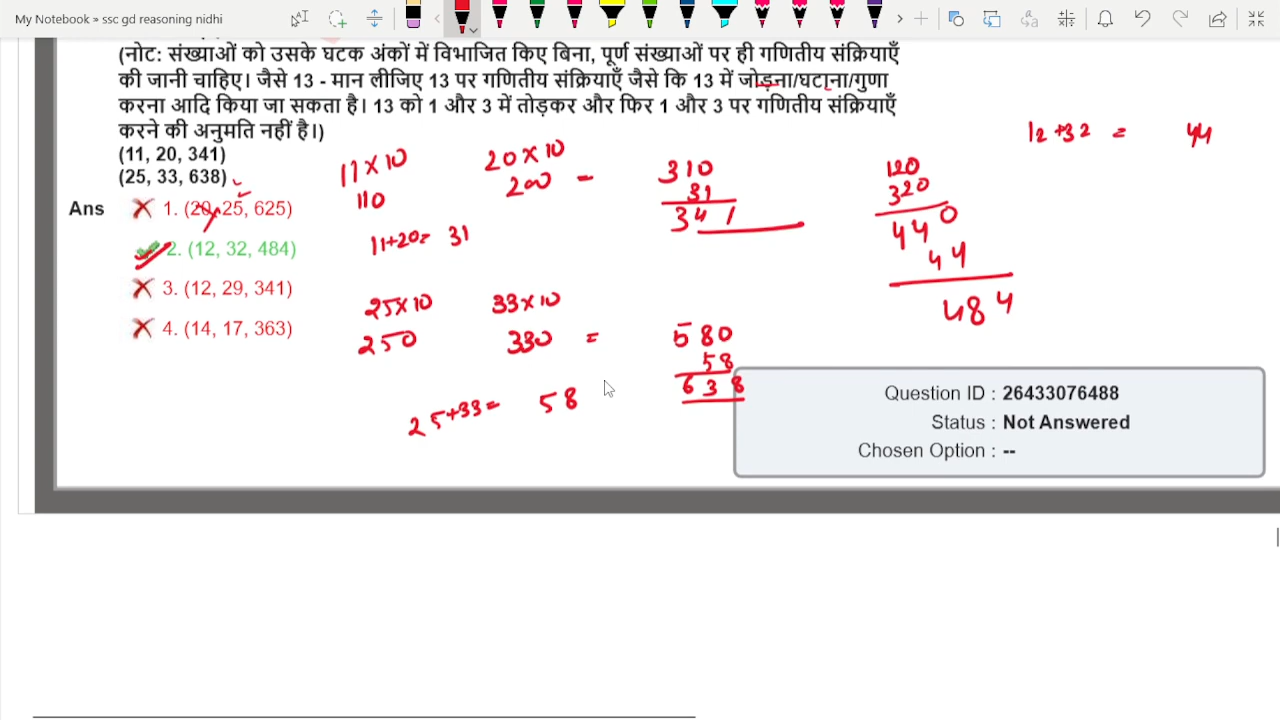 My Notebook » ssc gd reasoning nidhi
(नोट: संख्याओं को उसके घटक अंकों में विभाजित किए बिना, पूर्ण संख्याओं पर ही गणितीय संक्रियाएँ
की जानी चाहिए। जैसे 13 - मान लीजिए 13 पर गणितीय संक्रियाएँ जैसे कि 13 में जोड़ना/घटाना/गुणा
करना आदि किया जा सकता है। 13 को 1 और 3 में तोड़कर और फिर 1 और 3 पर गणितीय संक्रियाएँ
करने की अनुमति नहीं है।)
(11, 20, 341)
(25, 33, 638)
Ans 1. (20, 25, 625)
2. (12, 32, 484)
3. (12, 29, 341)
4. (14, 17, 363)
11 x 10 20 x 10
110 200 =
11+20= 31
310
31
341
25x10 33 x 10
250 330 =
25+33= 58
580
58
638
120
320
440
44
484
12+32 = 44
Question ID : 26433076488
Status : Not Answered
Chosen Option : --